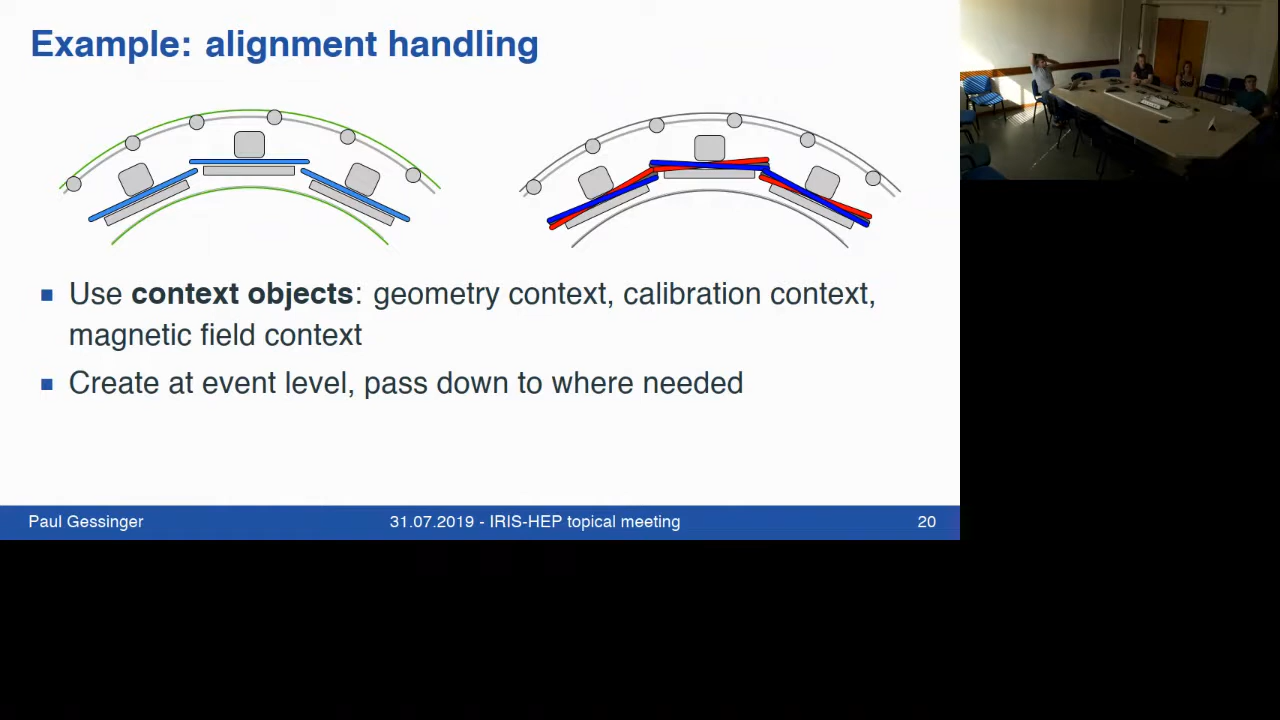 Example: alignment handling
Use context objects: geometry context, calibration context,
magnetic field context
Create at event level, pass down to where needed
Paul Gessinger
31.07.2019 - IRIS-HEP topical meeting
20